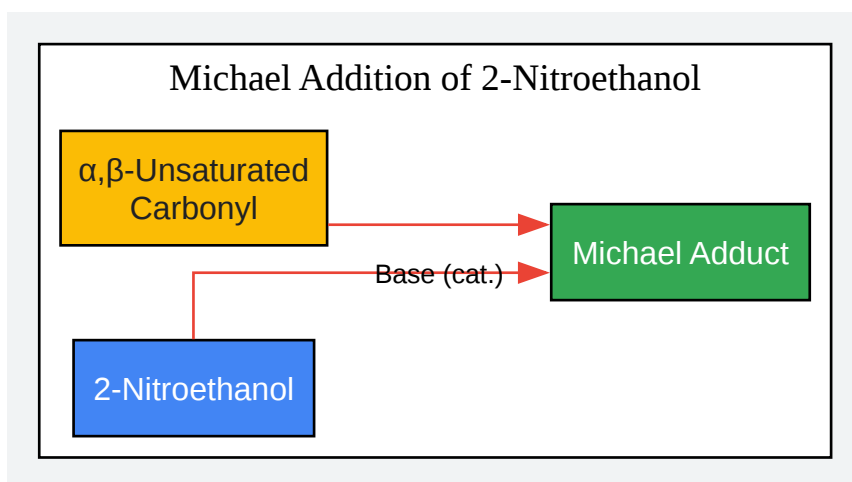 Michael Addition of 2-Nitroethanol
α,β-Unsaturated
Carbonyl
Michael Adduct
Base (cat.)
2-Nitroethanol